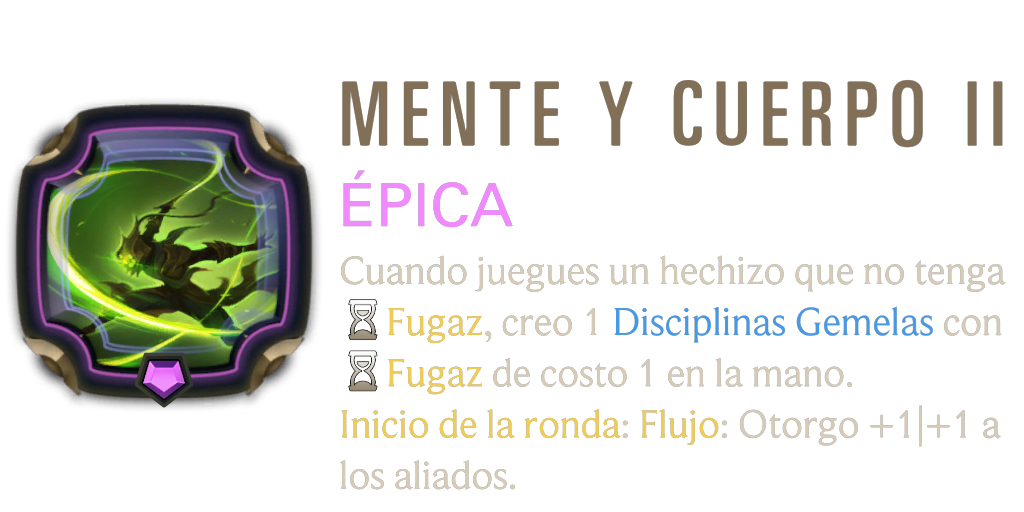 MENTE Y CUERPO II
ÉPICA
Cuando juegues un hechizo que no tenga
Fugaz, creo 1 Disciplinas Gemelas con
Fugaz de costo 1 en la mano.
Inicio de la ronda: Flujo: Otorgo +1|+1 a
los aliados.